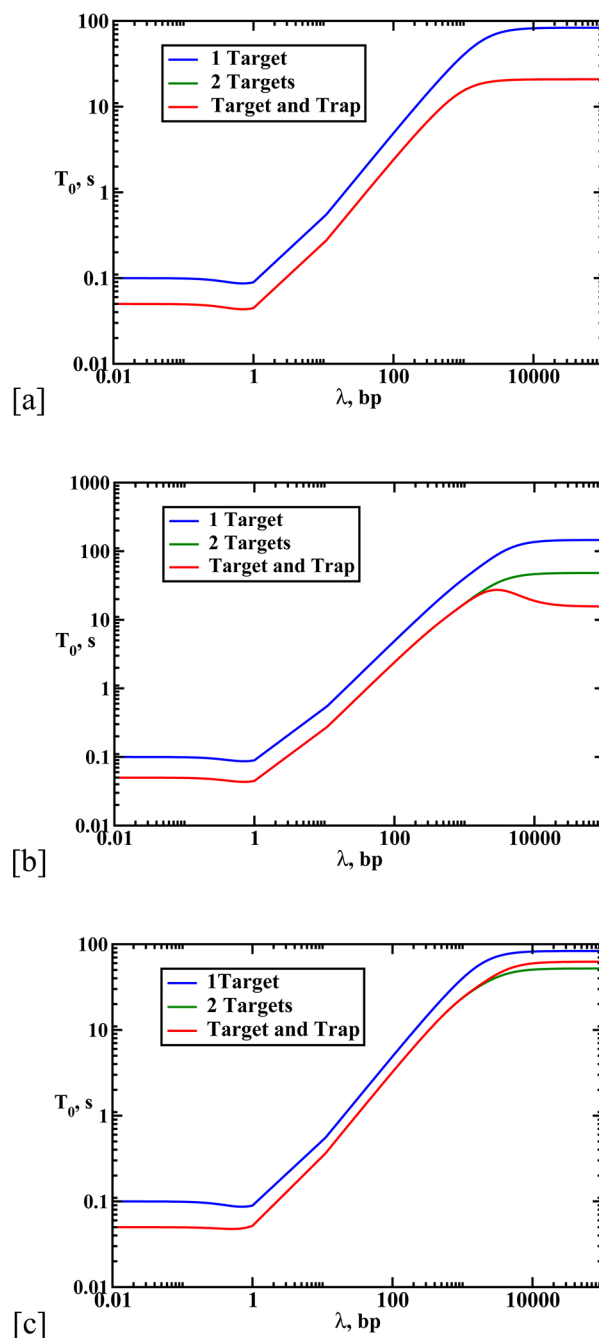 100
10
T0, s
1
0.1
0.01
1 Target
2 Targets
Target and Trap
0.01 1 100 10000
λ, bp
[a]
1000
100
10
T0, s
1
0.1
0.01
1 Target
2 Targets
Target and Trap
0.01 1 100 10000
λ, bp
[b]
100
10
T0, s
1
0.1
0.01
1Target
2 Targets
Target and Trap
0.01 1 100 10000
λ, bp
[c]